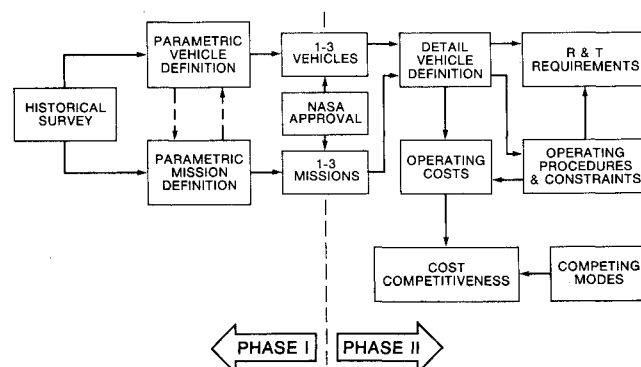 HISTORICAL
SURVEY
PARAMETRIC
VEHICLE
DEFINITION
PARAMETRIC
MISSION
DEFINITION
1-3
VEHICLES
NASA
APPROVAL
1-3
MISSIONS
DETAIL
VEHICLE
DEFINITION
R & T
REQUIREMENTS
OPERATING
COSTS
OPERATING
PROCEDURES
& CONSTRAINTS
COST
COMPETITIVENESS
COMPETING
MODES
PHASE I
PHASE II